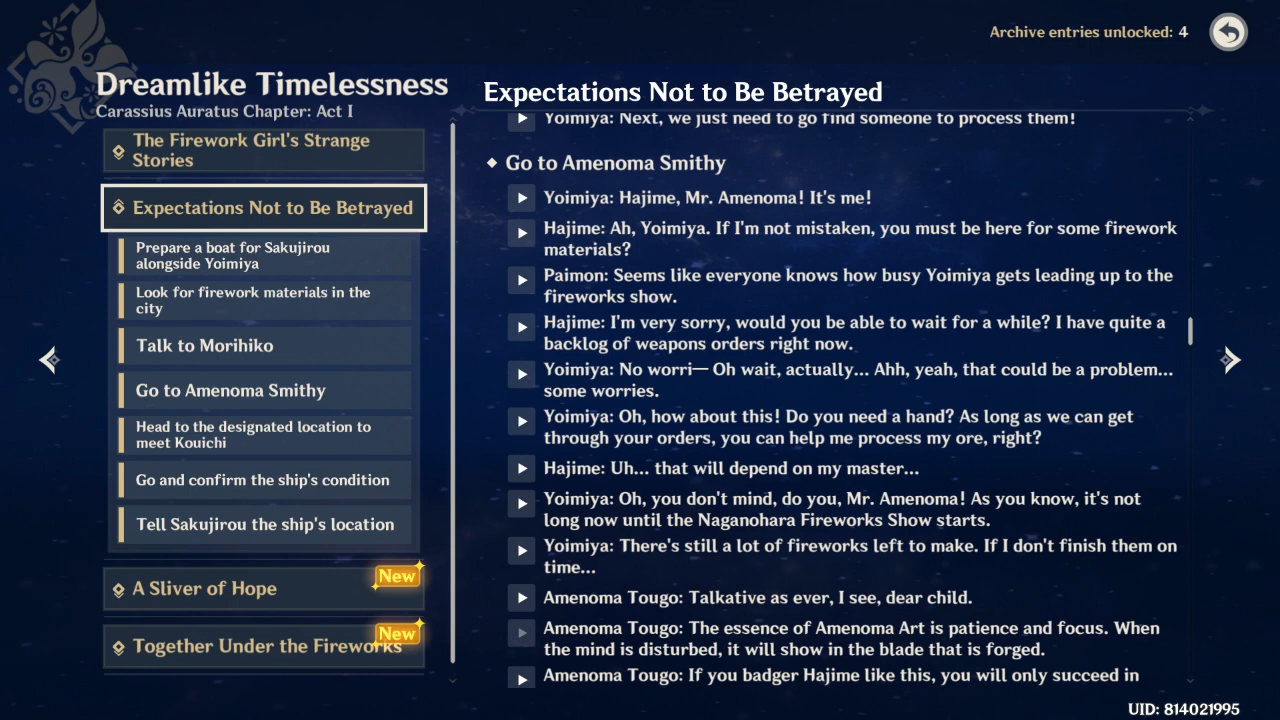 Archive entries unlocked: 4
Dreamlike Timelessness
Carassius Auratus Chapter: Act I
The Firework Girl's Strange
Stories
Expectations Not to Be Betrayed
Prepare a boat for Sakujirou
alongside Yoimiya
Look for firework materials in the
city
Talk to Morihiko
Go to Amenoma Smithy
Head to the designated location to
meet Kouichi
Go and confirm the ship's condition
Tell Sakujirou the ship's location
A Sliver of Hope
New
Together Under the Fireworks
New
Expectations Not to Be Betrayed
Yoimiya: Next, we just need to go find someone to process them!
Go to Amenoma Smithy
Yoimiya: Hajime, Mr. Amenoma! It's me!
Hajime: Ah, Yoimiya. If I'm not mistaken, you must be here for some firework
materials?
Paimon: Seems like everyone knows how busy Yoimiya gets leading up to the
fireworks show.
Hajime: I'm very sorry, would you be able to wait for a while? I have quite a
backlog of weapons orders right now.
Yoimiya: No worri— Oh wait, actually... Ahh, yeah, that could be a problem...
some worries.
Yoimiya: Oh, how about this! Do you need a hand? As long as we can get
through your orders, you can help me process my ore, right?
Hajime: Uh... that will depend on my master...
Yoimiya: Oh, you don't mind, do you, Mr. Amenoma! As you know, it's not
long now until the Naganohara Fireworks Show starts.
Yoimiya: There's still a lot of fireworks left to make. If I don't finish them on
time...
Amenoma Tougo: Talkative as ever, I see, dear child.
Amenoma Tougo: The essence of Amenoma Art is patience and focus. When
the mind is disturbed, it will show in the blade that is forged.
Amenoma Tougo: If you badger Hajime like this, you will only succeed in
UID: 814021995